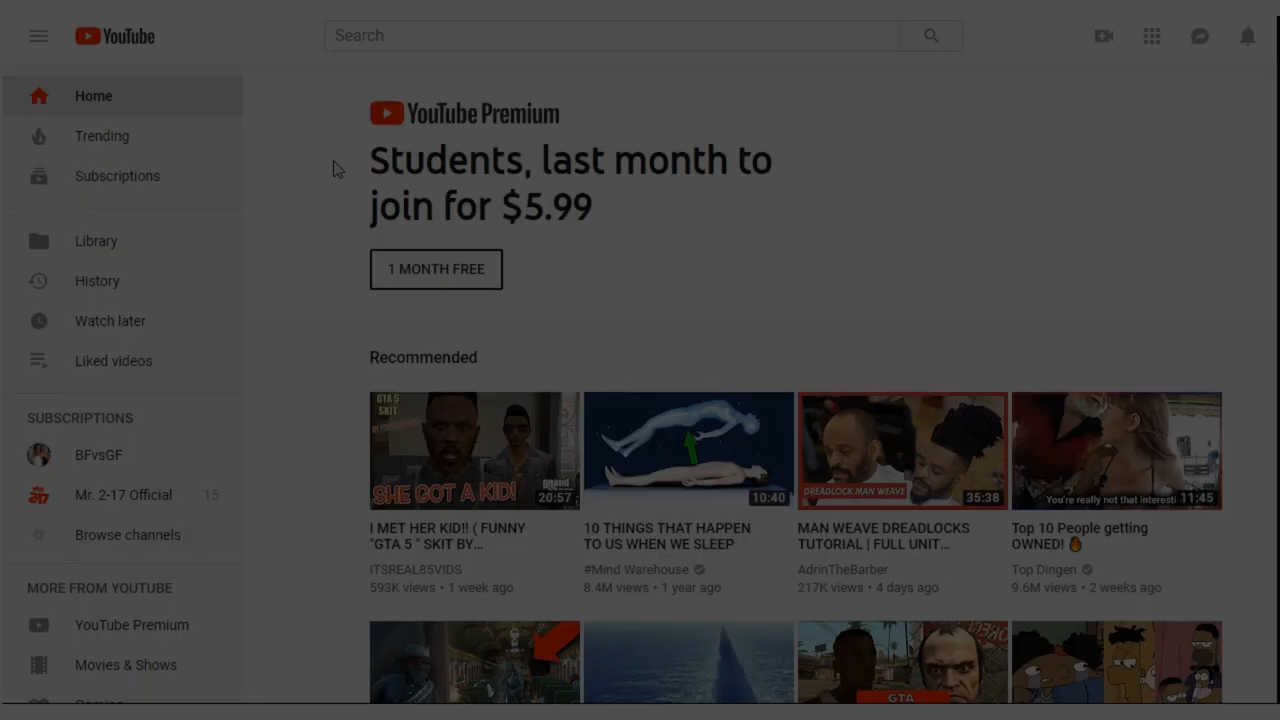 YouTube
Search
Home
Trending
Subscriptions
Library
History
Watch later
Liked videos
SUBSCRIPTIONS
BFvsGF
Mr. 2-17 Official 15
Browse channels
MORE FROM YOUTUBE
YouTube Premium
Movies & Shows
YouTube Premium
Students, last month to
join for $5.99
1 MONTH FREE
Recommended
GTA 5
SKIT
SHE GOT A KID!
grand
20:57
I MET HER KID!! ( FUNNY
"GTA 5 " SKIT BY...
iTSREAL85VIDS
593K views • 1 week ago
10:40
10 THINGS THAT HAPPEN
TO US WHEN WE SLEEP
#Mind Warehouse
8.4M views • 1 year ago
DREADLOCK MAN WEAVE
35:38
MAN WEAVE DREADLOCKS
TUTORIAL | FULL UNIT...
AdrinTheBarber
217K views • 4 days ago
You're really not that interesti
11:45
Top 10 People getting
OWNED! 🔥
Top Dingen
9.6M views • 2 weeks ago
GTA